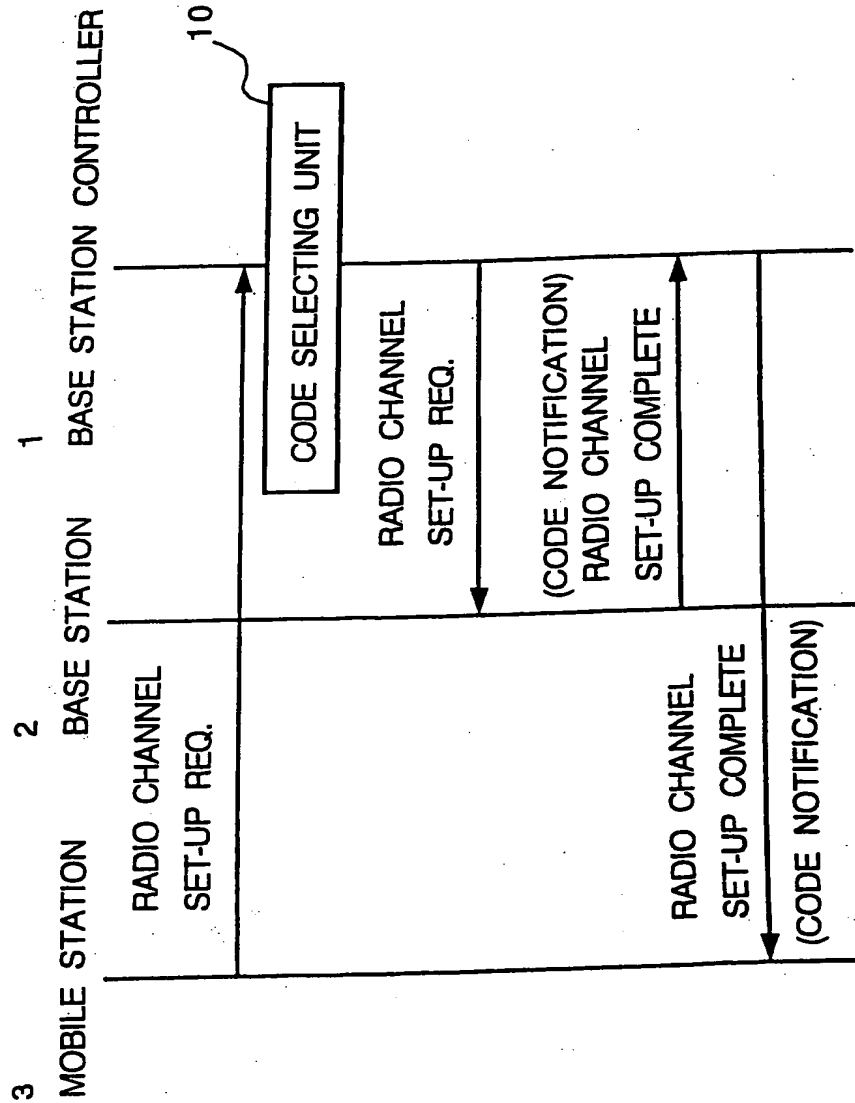 3
MOBILE STATION
2
BASE STATION
1
BASE STATION CONTROLLER
RADIO CHANNEL
SET-UP REQ.
10
CODE SELECTING UNIT
RADIO CHANNEL
SET-UP REQ.
(CODE NOTIFICATION)
RADIO CHANNEL
SET-UP COMPLETE
RADIO CHANNEL
SET-UP COMPLETE
(CODE NOTIFICATION)